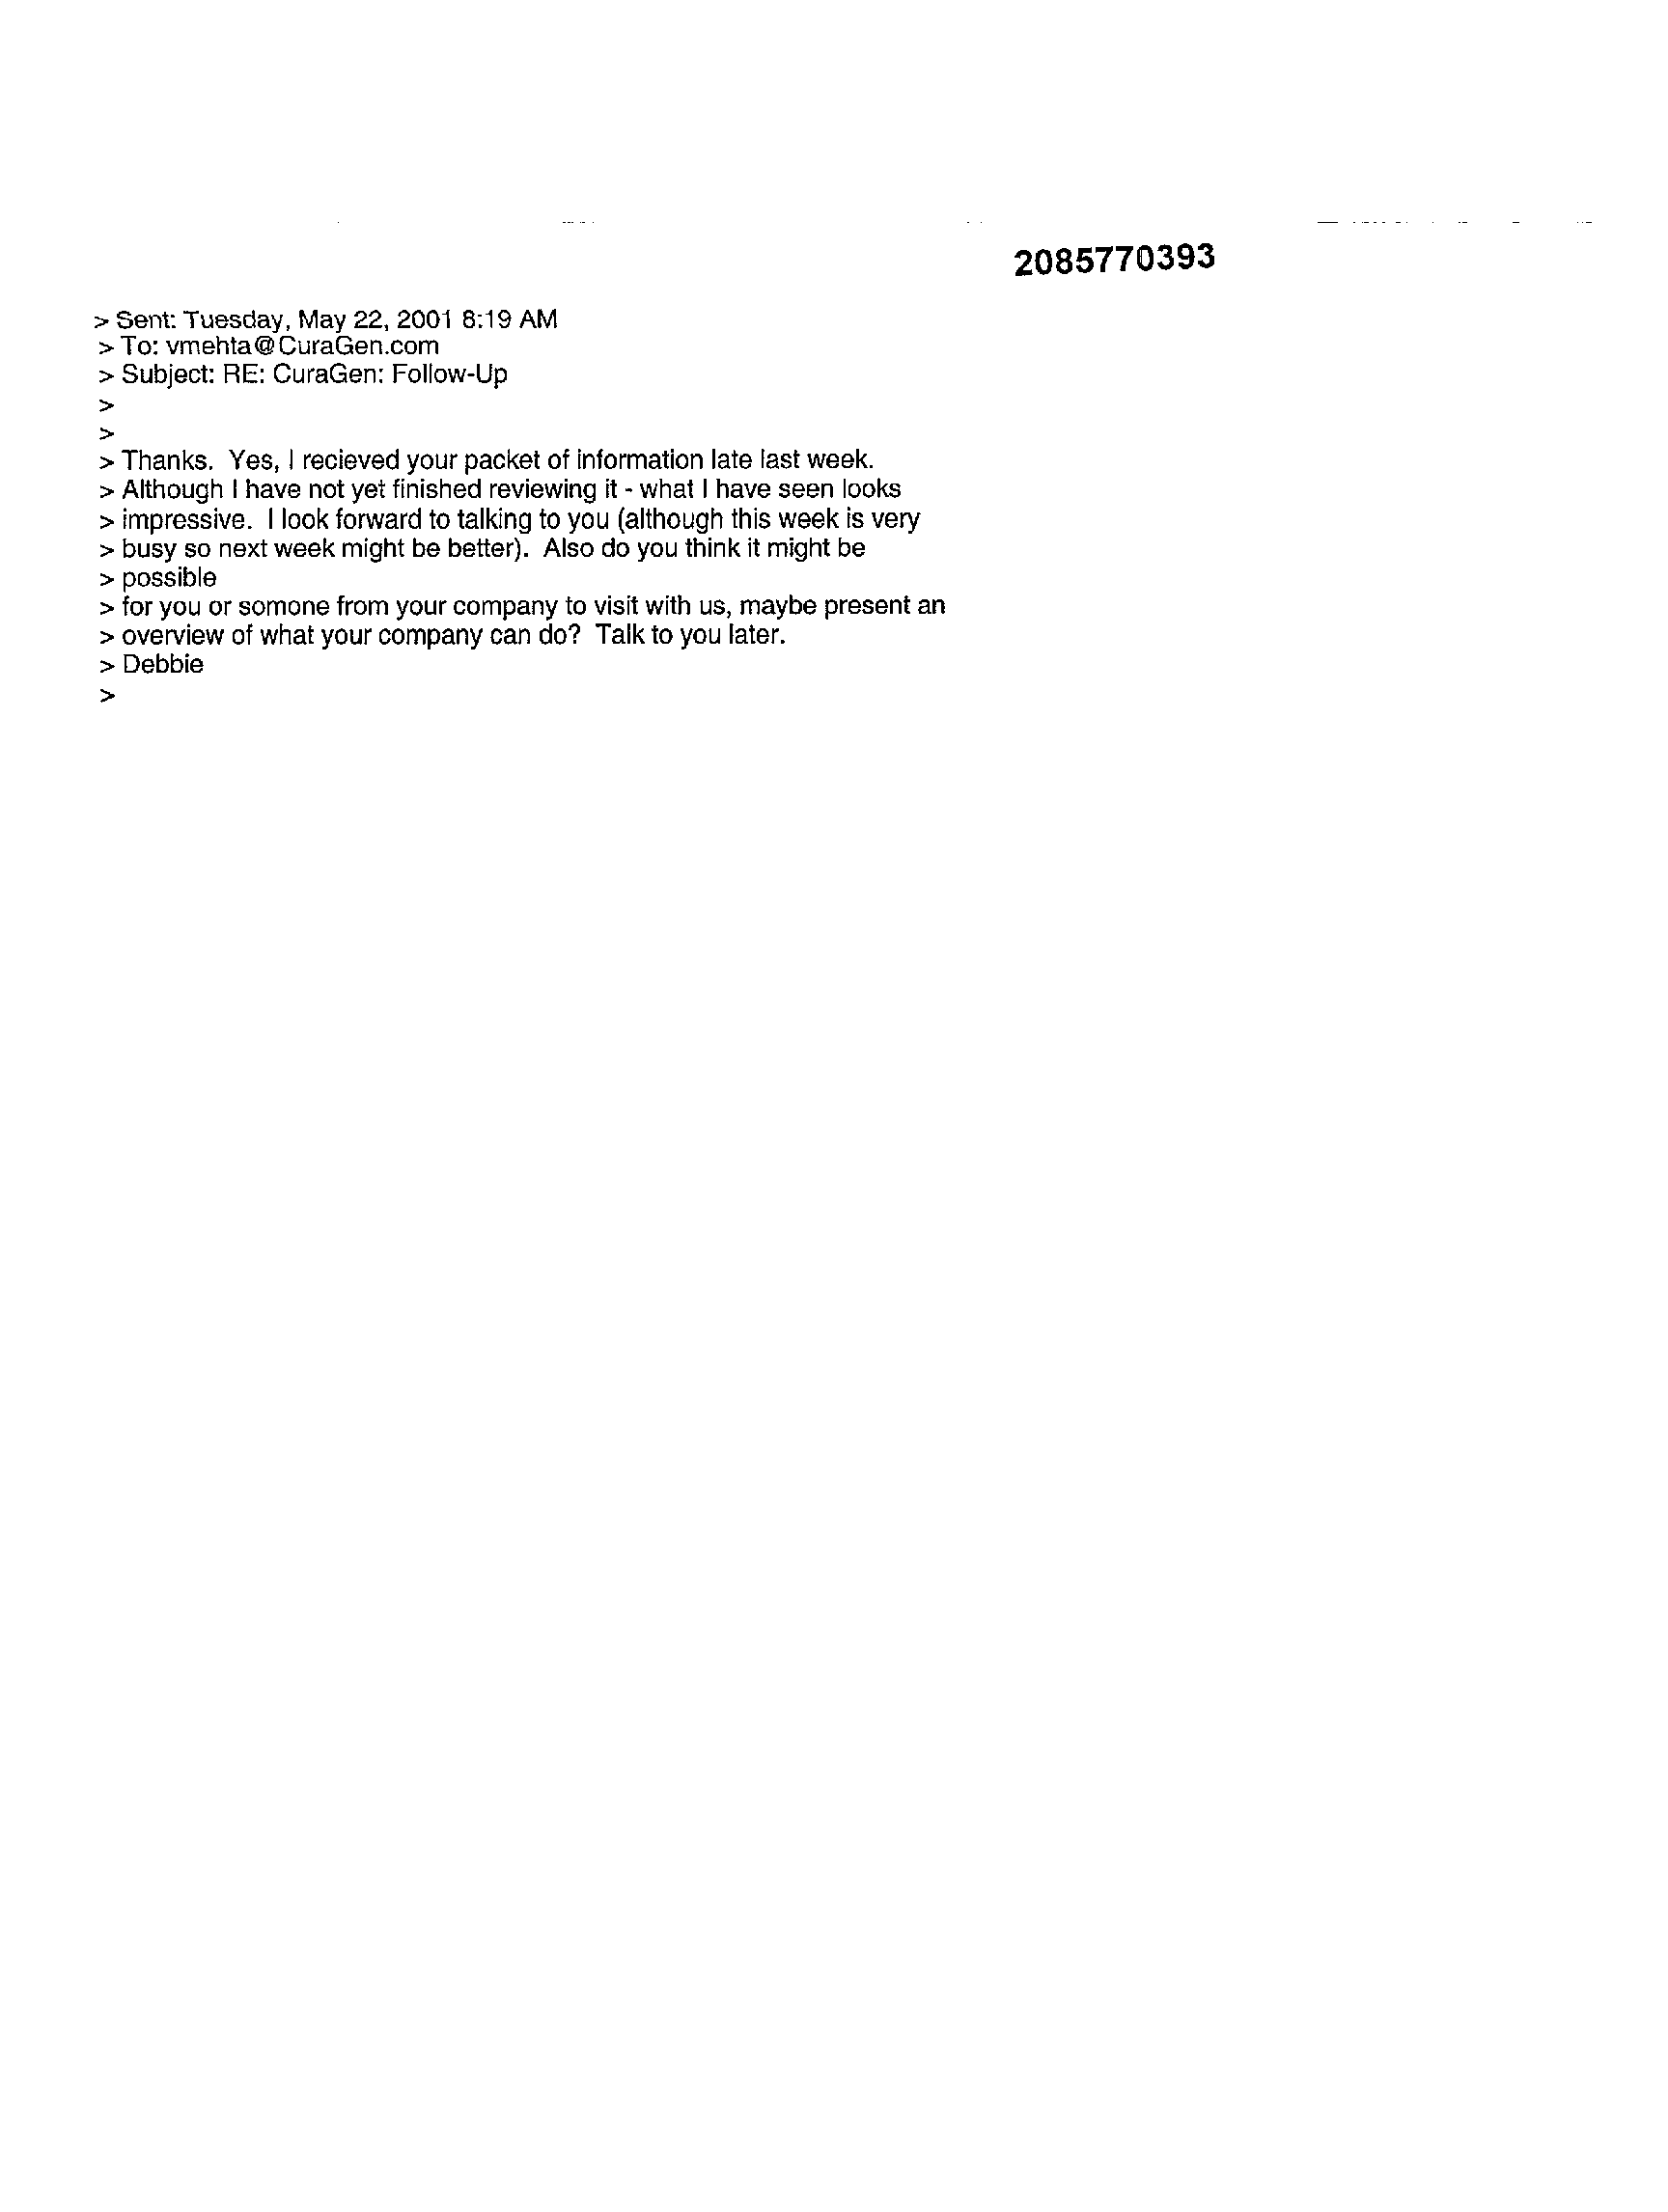 2085770393
> Sent: Tuesday, May 22, 2001 8:19 AM
> To: vmehta@CuraGen.com
> Subject: RE: CuraGen: Follow-Up
>
>
> Thanks.  Yes, I recieved your packet of information late last week.
> Although I have not yet finished reviewing it - what I have seen looks
> impressive.  I look forward to talking to you (although this week is very
> busy so next week might be better).  Also do you think it might be
> possible
> for you or somone from your company to visit with us, maybe present an
> overview of what your company can do?  Talk to you later.
> Debbie
>